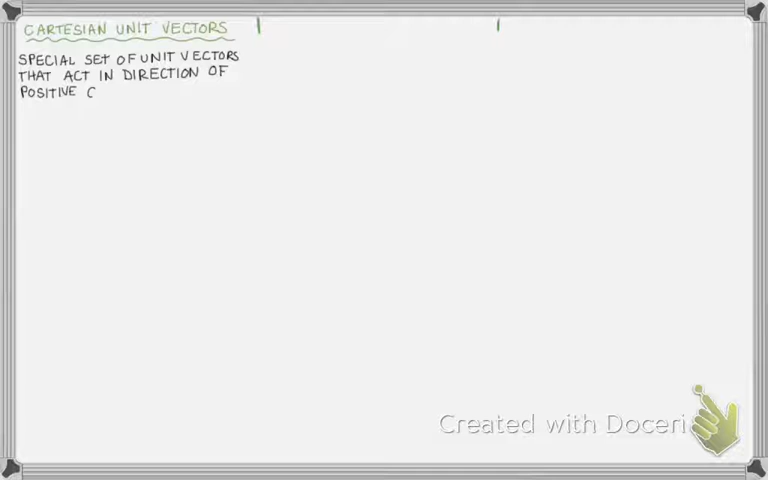 CARTESIAN UNIT VECTORS
SPECIAL SET OF UNIT VECTORS
THAT ACT IN DIRECTION OF
POSITIVE C
Created with Doceri